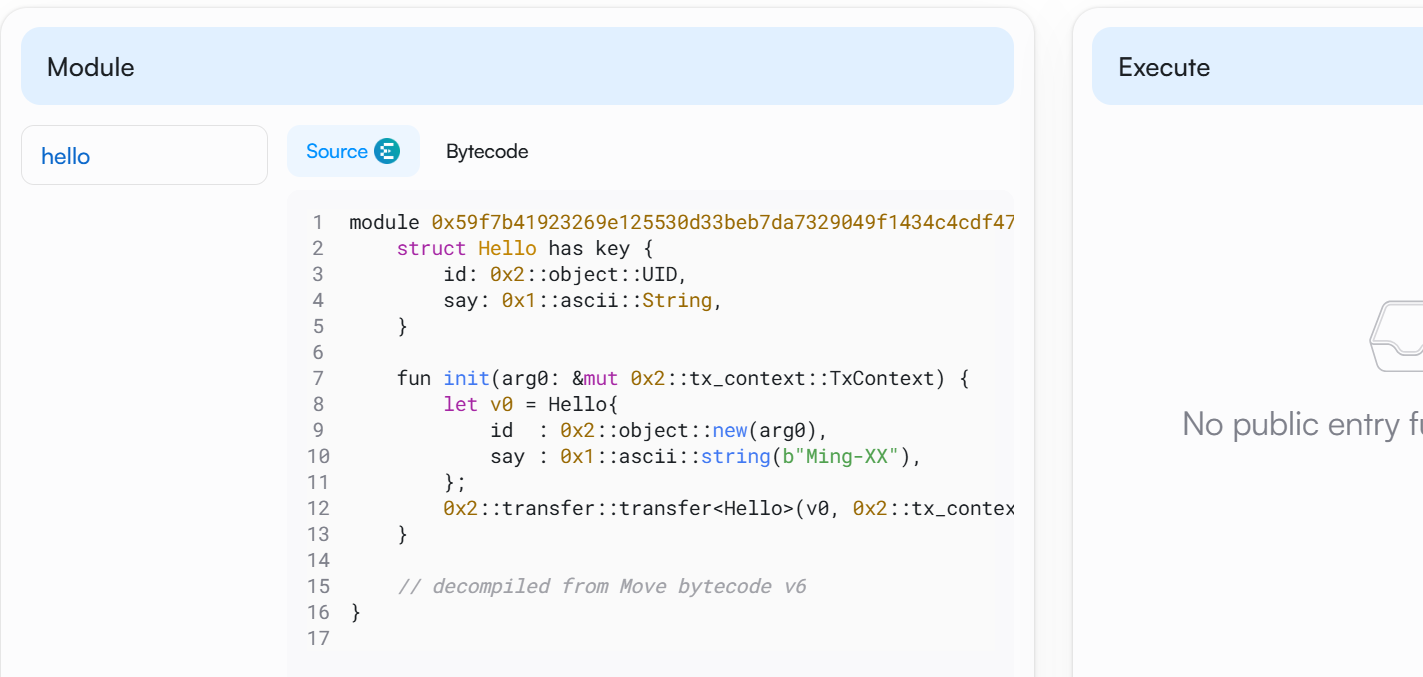 Module
Execute
hello
Source
Bytecode
1 module 0x59f7b41923269e125530d33beb7da7329049f1434c4cdf47
2     struct Hello has key {
3         id: 0x2::object::UID,
4         say: 0x1::ascii::String,
5     }
6
7     fun init(arg0: &mut 0x2::tx_context::TxContext) {
8         let v0 = Hello{
9             id  : 0x2::object::new(arg0),
10             say : 0x1::ascii::string(b"Ming-XX"),
11         };
12         0x2::transfer::transfer<Hello>(v0, 0x2::tx_contex
13     }
14
15     // decompiled from Move bytecode v6
16 }
17
No public entry fu